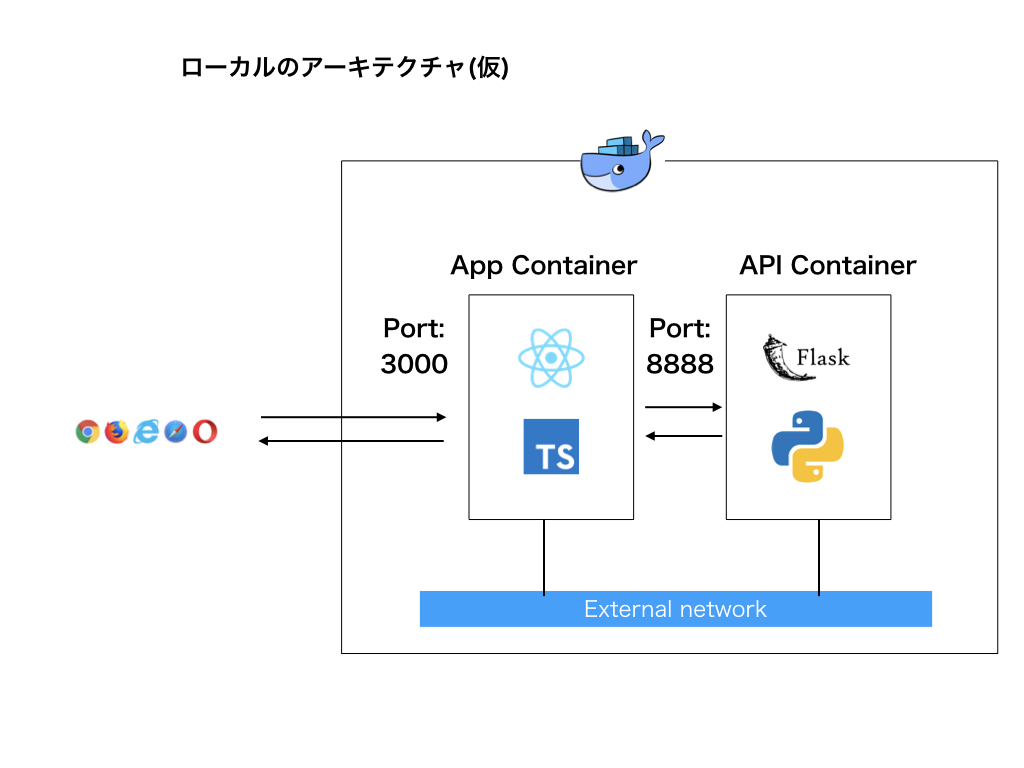 ローカルのアーキテクチャ(仮)
App Container
API Container
Port:
3000
Port:
8888
Flask
TS
External network